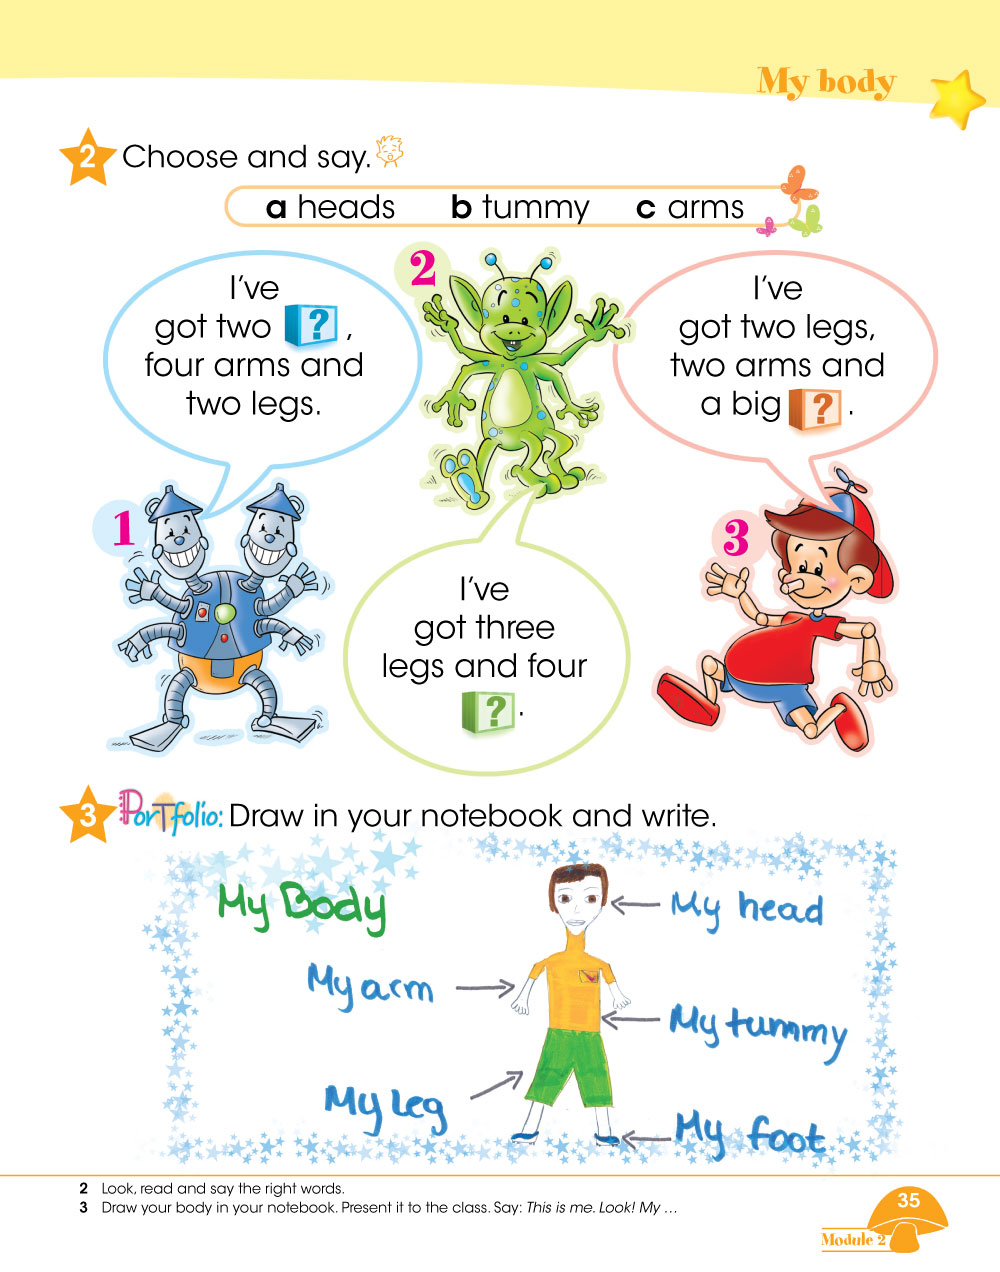 My body
2 Choose and say.
a heads b tummy c arms
I've
got two ? ,
four arms and
two legs.
2
I've
got two legs,
two arms and
a big ? .
1
I've
got three
legs and four
? .
3
3 Portfolio: Draw in your notebook and write.
My Body
My head
My arm
My tummy
My leg
My foot
2 Look, read and say the right words.
3 Draw your body in your notebook. Present it to the class. Say: This is me. Look! My ...
35
Module 2